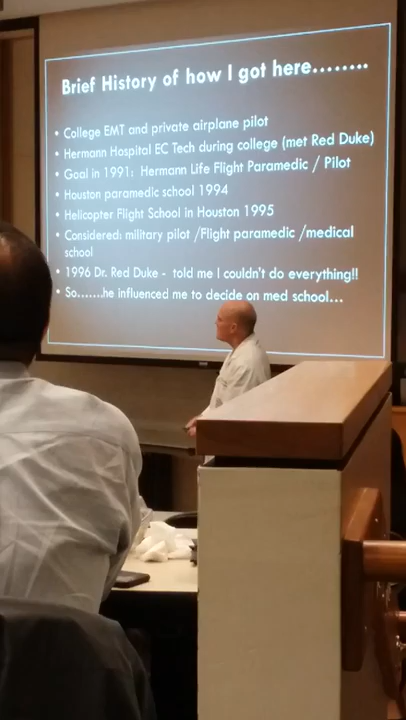 Brief History of how I got here........
• College EMT and private airplane pilot
• Hermann Hospital EC Tech during college (met Red Duke)
• Goal in 1991: Hermann Life Flight Paramedic / Pilot
• Houston paramedic school 1994
• Helicopter Flight School in Houston 1995
• Considered: military pilot /Flight paramedic /medical
school
• 1996 Dr. Red Duke - told me I couldn't do everything!!
• So.......he influenced me to decide on med school...